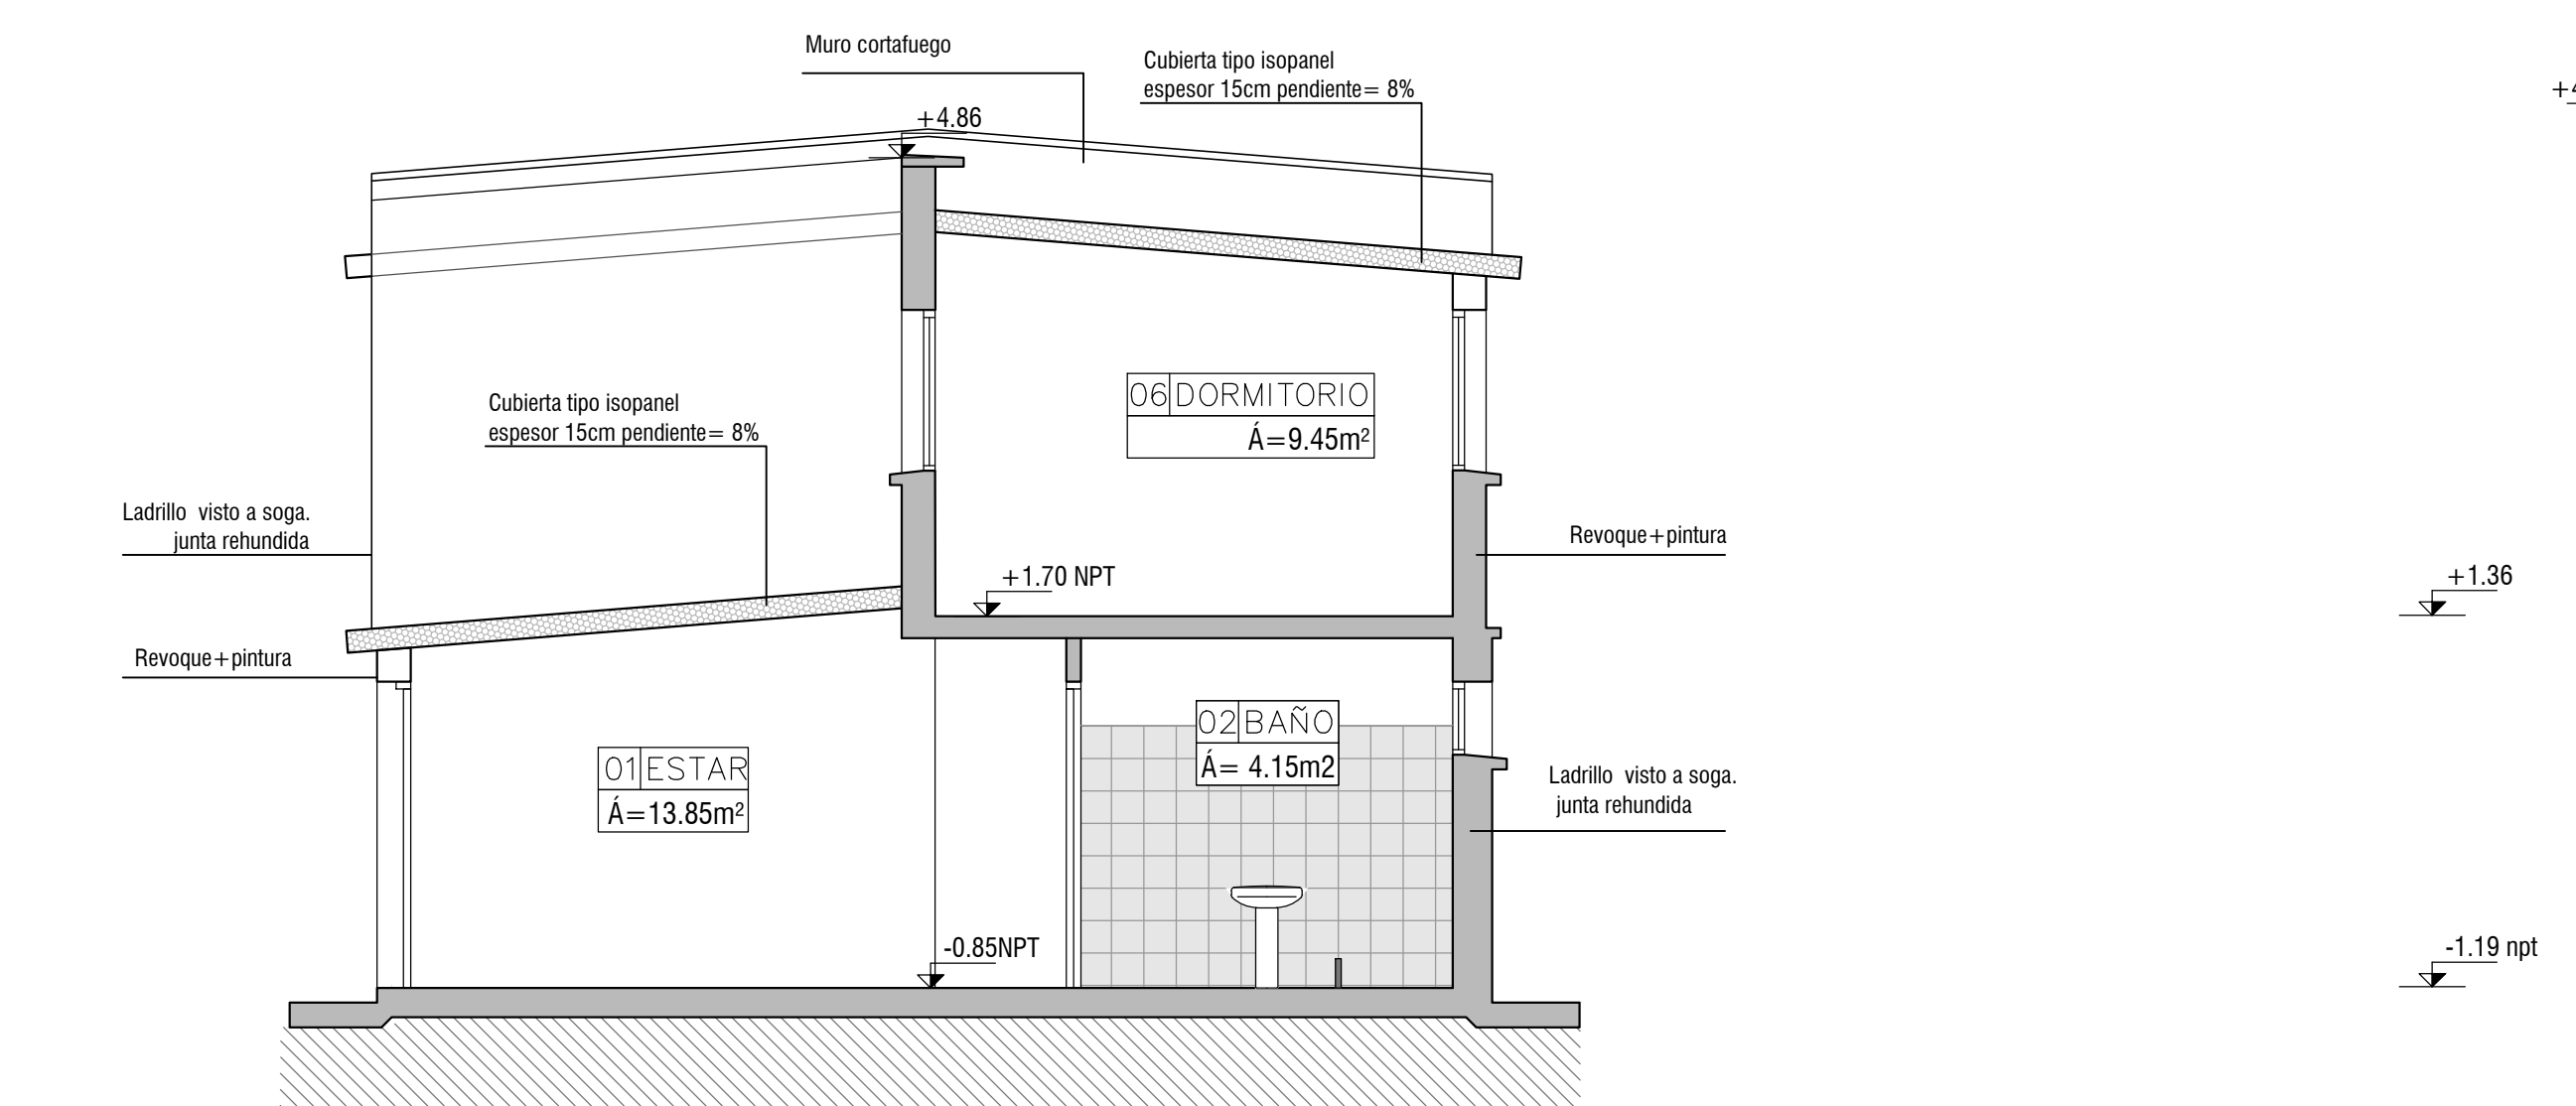 Muro cortafuego
Cubierta tipo isopanel
espesor 15cm pendiente= 8%
+4.86
+4
06 DORMITORIO
Á=9.45m²
Cubierta tipo isopanel
espesor 15cm pendiente= 8%
Ladrillo visto a soga.
junta rehundida
Revoque+pintura
+1.70 NPT
+1.36
Revoque+pintura
02 BAÑO
Á= 4.15m2
01 ESTAR
Á=13.85m²
Ladrillo visto a soga.
junta rehundida
-0.85NPT
-1.19 npt